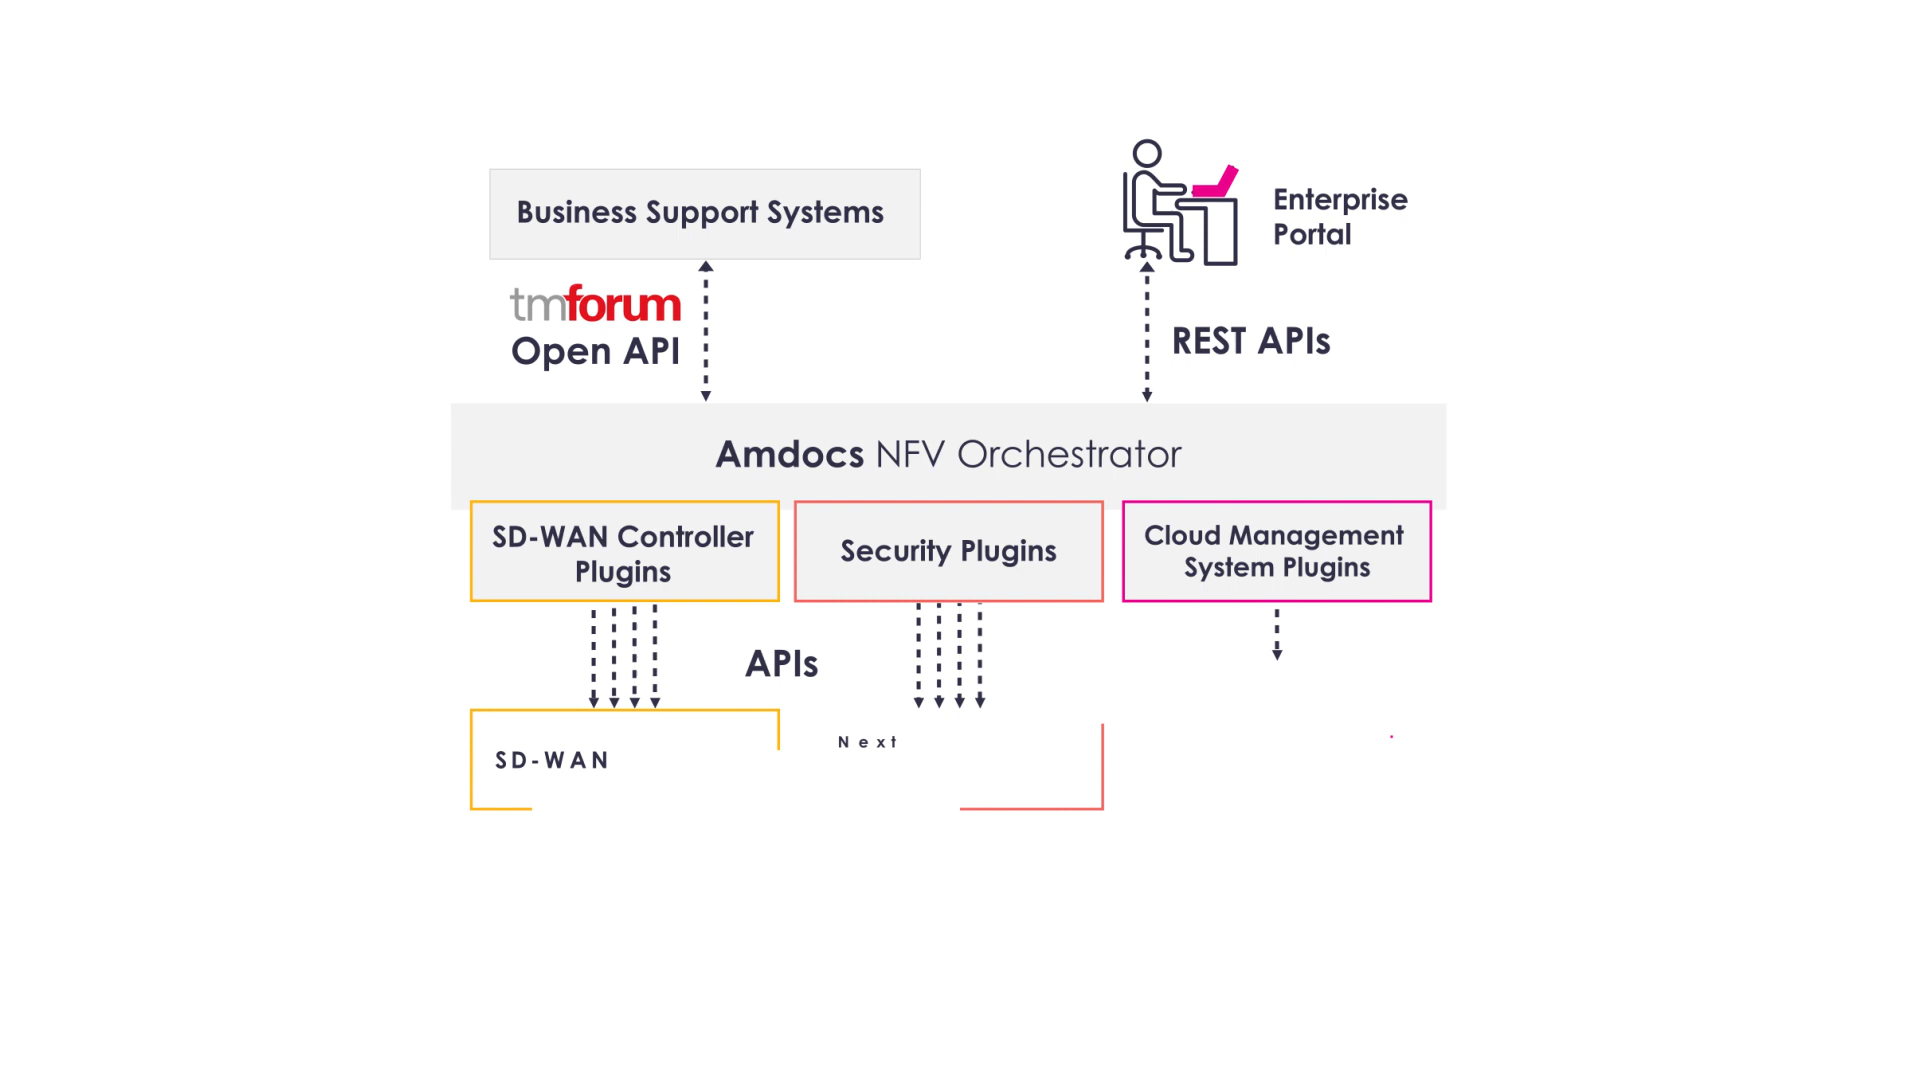 Business Support Systems
Enterprise
Portal
tmforum
Open API
REST APIs
Amdocs NFV Orchestrator
SD-WAN Controller
Plugins
Security Plugins
Cloud Management
System Plugins
APIs
SD-WAN
Next